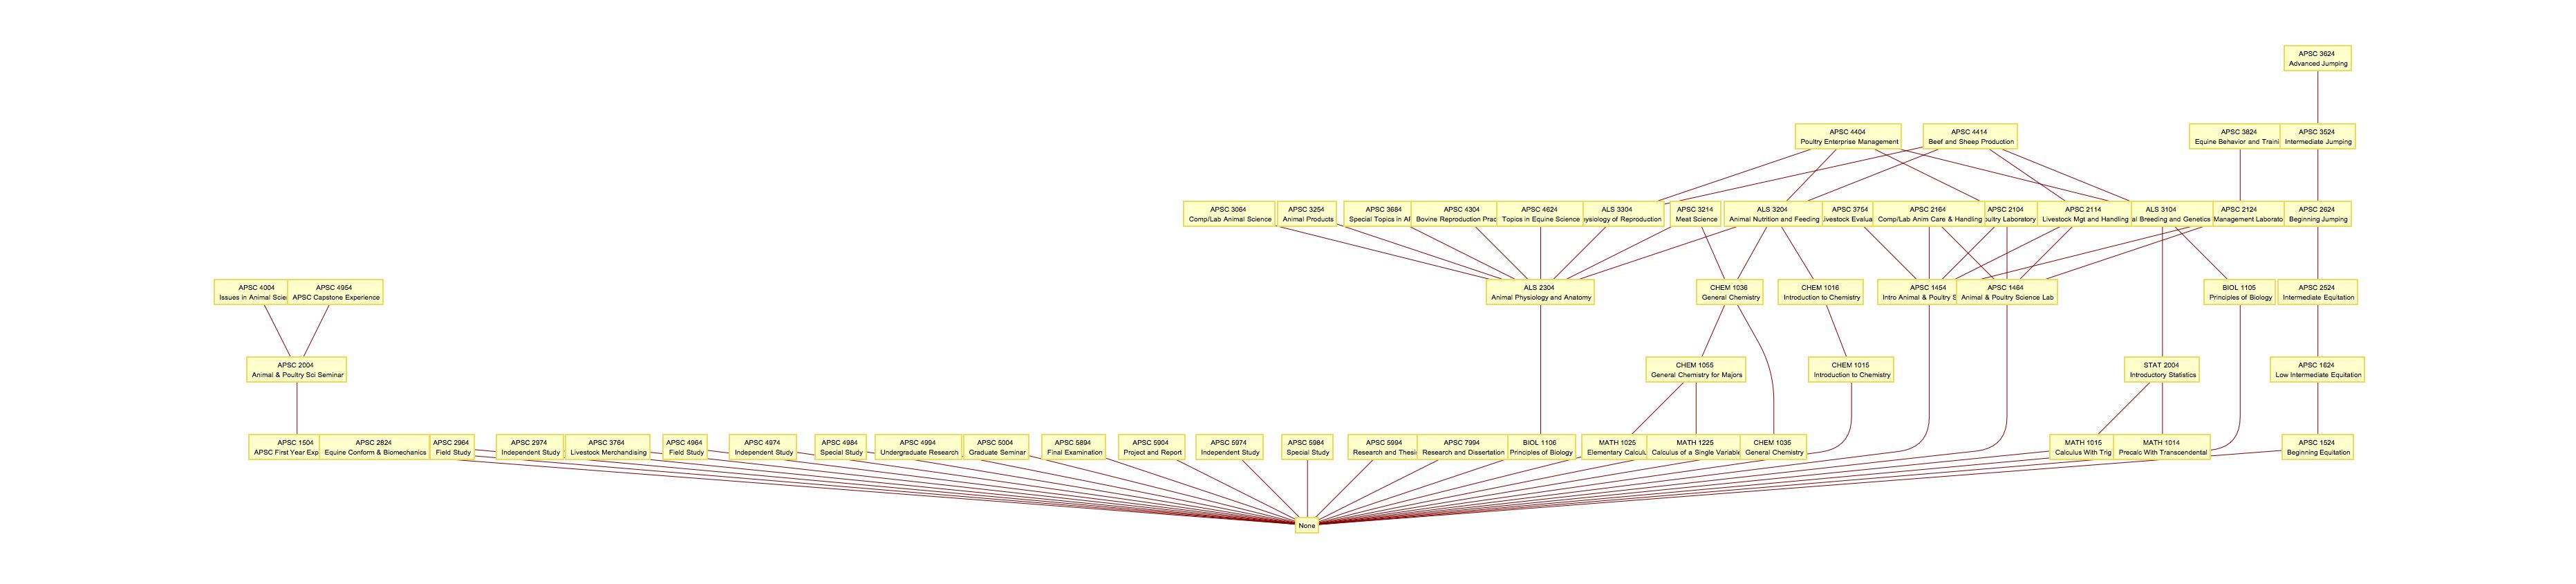 APSC 3624
Advanced Jumping
APSC 4404
Poultry Enterprise Management
APSC 4414
Beef and Sheep Production
APSC 3824
Equine Behavior and Traini
APSC 3524
Intermediate Jumping
APSC 3064
Comp/Lab Animal Science
APSC 3254
Animal Products
APSC 3684
Special Topics in
APSC 4304
Bovine Reproduction Prac
APSC 4624
Topics in Equine Science
ALS 3304
ysiology of Reproduction
APSC 3214
Meat Science
ALS 3204
Animal Nutrition and Feeding
APSC 3754
ivestock Evalua
APSC 2164
Comp/Lab Anim Care & Handling
APSC 2104
oultry Laboratory
APSC 2114
Livestock Mgt and Handling
ALS 3104
al Breeding and Genetics
APSC 2124
Management Laborato
APSC 2624
Beginning Jumping
APSC 4004
Issues in Animal Scie
APSC 4954
APSC Capstone Experience
ALS 2304
Animal Physiology and Anatomy
CHEM 1036
General Chemistry
CHEM 1016
Introduction to Chemistry
APSC 1454
Intro Animal & Poultry S
APSC 1464
Animal & Poultry Science Lab
BIOL 1105
Principles of Biology
APSC 2524
Intermediate Equitation
APSC 2004
Animal & Poultry Sci Seminar
CHEM 1055
General Chemistry for Majors
CHEM 1015
Introduction to Chemistry
STAT 2004
Introductory Statistics
APSC 1624
Low Intermediate Equitation
APSC 1504
APSC First Year Exp
APSC 2824
Equine Conform & Biomechanics
APSC 2964
Field Study
APSC 2974
Independent Study
APSC 3764
Livestock Merchandising
APSC 4964
Field Study
APSC 4974
Independent Study
APSC 4984
Special Study
APSC 4994
Undergraduate Research
APSC 5004
Graduate Seminar
APSC 5894
Final Examination
APSC 5904
Project and Report
APSC 5974
Independent Study
APSC 5984
Special Study
APSC 5994
Research and Thesi
APSC 7994
Research and Dissertation
BIOL 1106
Principles of Biology
MATH 1025
Elementary Calculu
MATH 1225
Calculus of a Single Variable
CHEM 1035
General Chemistry
MATH 1015
Calculus With Trig
MATH 1014
Precalc With Transcendental
APSC 1524
Beginning Equitation
None